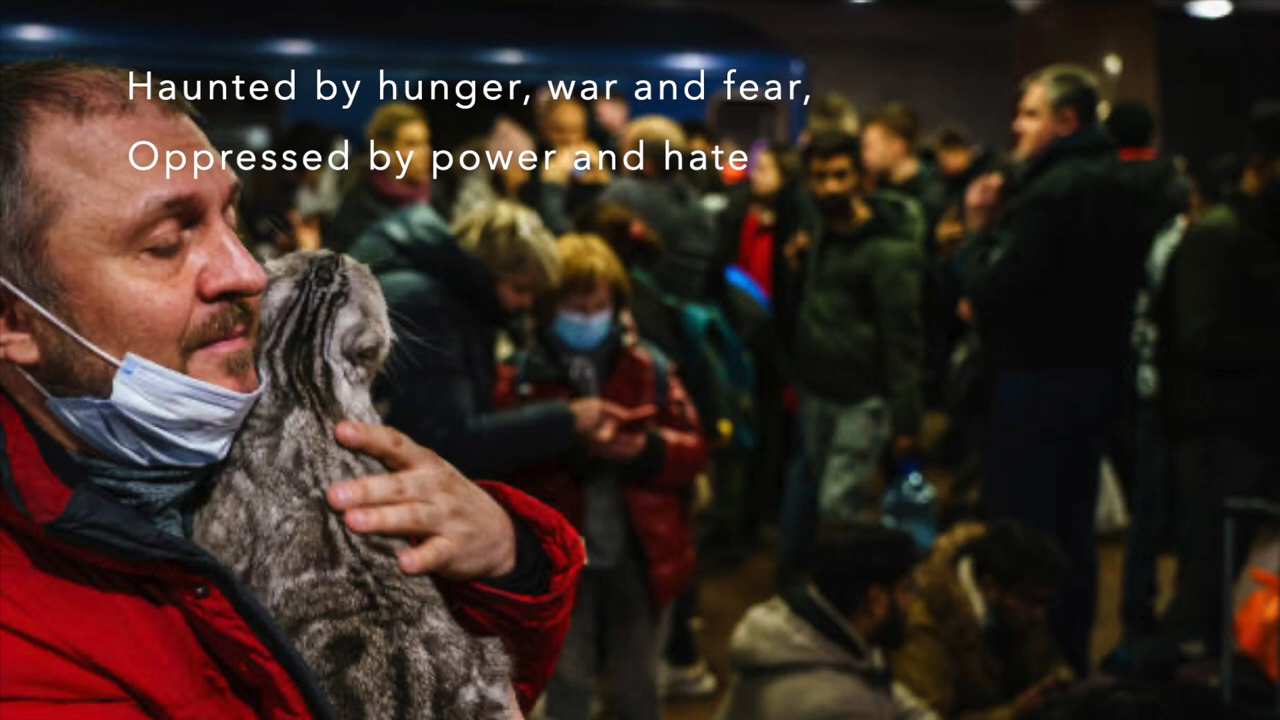 Haunted by hunger, war and fear,
Oppressed by power and hate